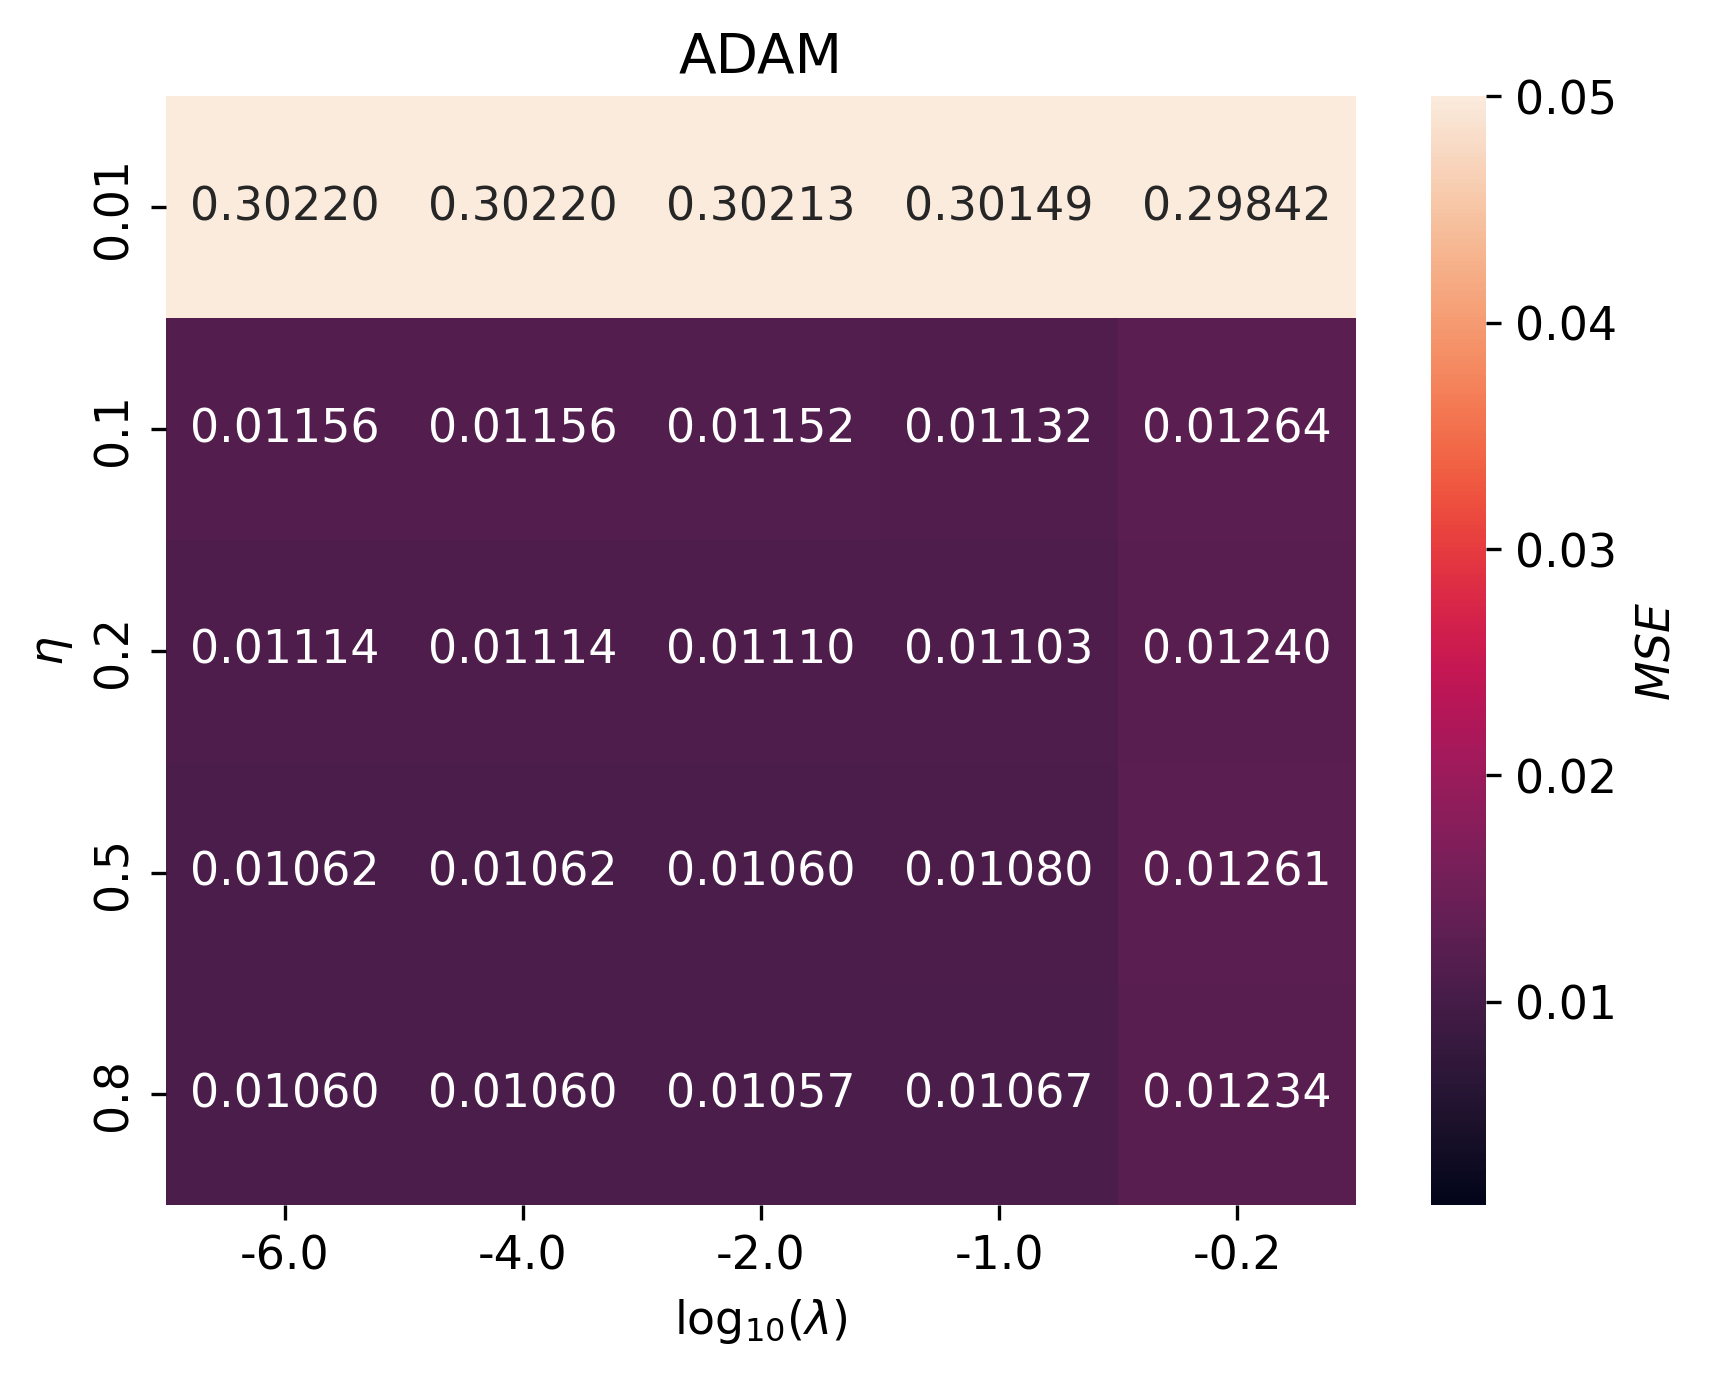 ADAM
0.01 0.30220 0.30220 0.30213 0.30149 0.29842
0.1 0.01156 0.01156 0.01152 0.01132 0.01264
0.2 0.01114 0.01114 0.01110 0.01103 0.01240
0.5 0.01062 0.01062 0.01060 0.01080 0.01261
0.8 0.01060 0.01060 0.01057 0.01067 0.01234
η
-6.0 -4.0 -2.0 -1.0 -0.2
log₁₀(λ)
0.05
0.04
0.03
0.02
0.01
MSE